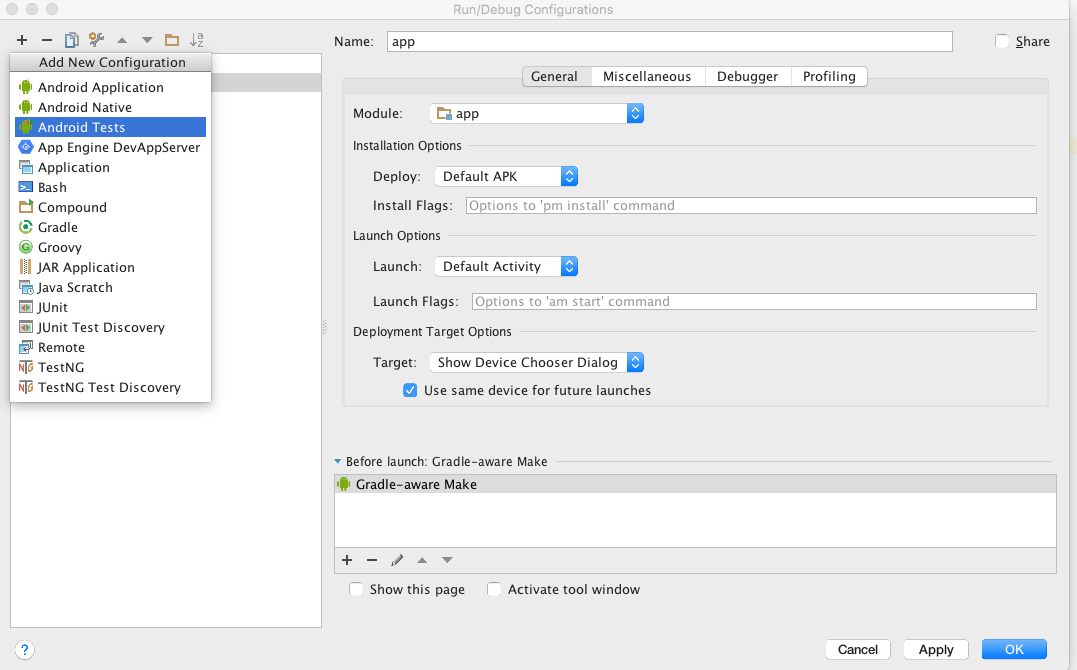 Run/Debug Configurations
Name: app
Share
Add New Configuration
Android Application
Android Native
Android Tests
App Engine DevAppServer
Application
Bash
Compound
Gradle
Groovy
JAR Application
Java Scratch
JUnit
JUnit Test Discovery
Remote
TestNG
TestNG Test Discovery
General Miscellaneous Debugger Profiling
Module: app
Installation Options
Deploy: Default APK
Install Flags: Options to 'pm install' command
Launch Options
Launch: Default Activity
Launch Flags: Options to 'am start' command
Deployment Target Options
Target: Show Device Chooser Dialog
Use same device for future launches
Before launch: Gradle-aware Make
Gradle-aware Make
Show this page Activate tool window
? Cancel Apply OK